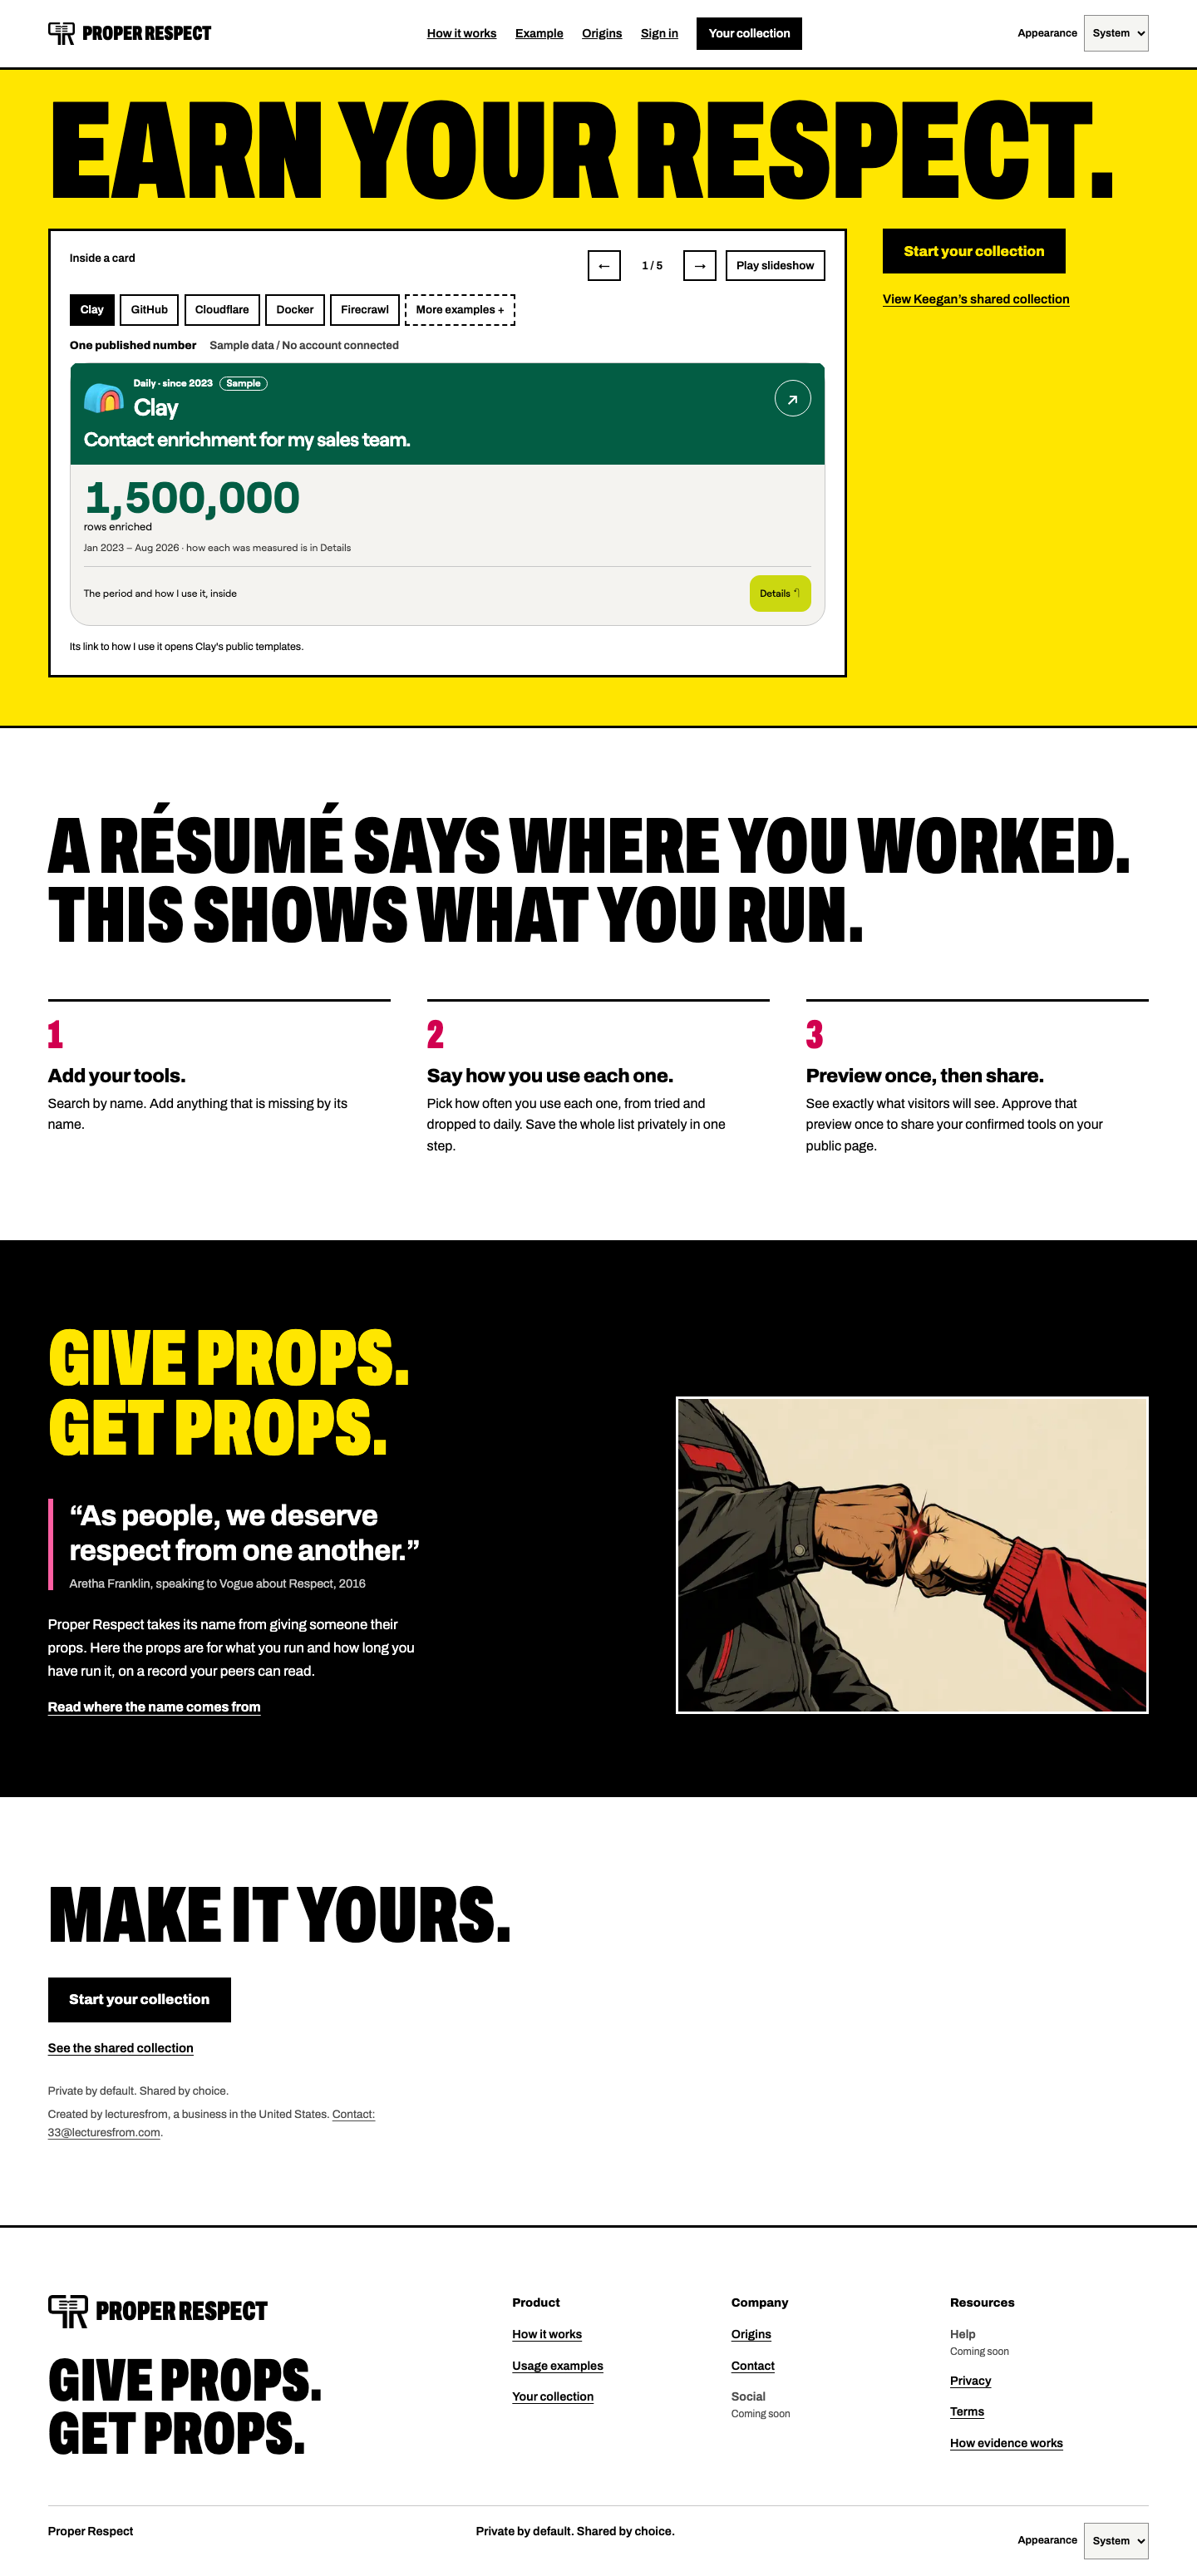 PROPER RESPECT
How it works
Example
Origins
Sign in
Your collection
Appearance
System
EARN YOUR RESPECT.
Inside a card
←
1 / 5
→
Play slideshow
Start your collection
View Keegan’s shared collection
Clay
GitHub
Cloudflare
Docker
Firecrawl
More examples +
One published number
Sample data / No account connected
Daily · since 2023
Sample
Clay
Contact enrichment for my sales team.
1,500,000
rows enriched
Jan 2023 – Aug 2026 · how each was measured is in Details
The period and how I use it, inside
Details
Its link to how I use it opens Clay's public templates.
A RÉSUMÉ SAYS WHERE YOU WORKED.
THIS SHOWS WHAT YOU RUN.
1
Add your tools.
Search by name. Add anything that is missing by its
name.
2
Say how you use each one.
Pick how often you use each one, from tried and
dropped to daily. Save the whole list privately in one
step.
3
Preview once, then share.
See exactly what visitors will see. Approve that
preview once to share your confirmed tools on your
public page.
GIVE PROPS.
GET PROPS.
“As people, we deserve
respect from one another.”
Aretha Franklin, speaking to Vogue about Respect, 2016
Proper Respect takes its name from giving someone their
props. Here the props are for what you run and how long you
have run it, on a record your peers can read.
Read where the name comes from
MAKE IT YOURS.
Start your collection
See the shared collection
Private by default. Shared by choice.
Created by lecturesfrom, a business in the United States. Contact:
33@lecturesfrom.com.
PROPER RESPECT
GIVE PROPS.
GET PROPS.
Product
How it works
Usage examples
Your collection
Company
Origins
Contact
Social
Coming soon
Resources
Help
Coming soon
Privacy
Terms
How evidence works
Proper Respect
Private by default. Shared by choice.
Appearance
System